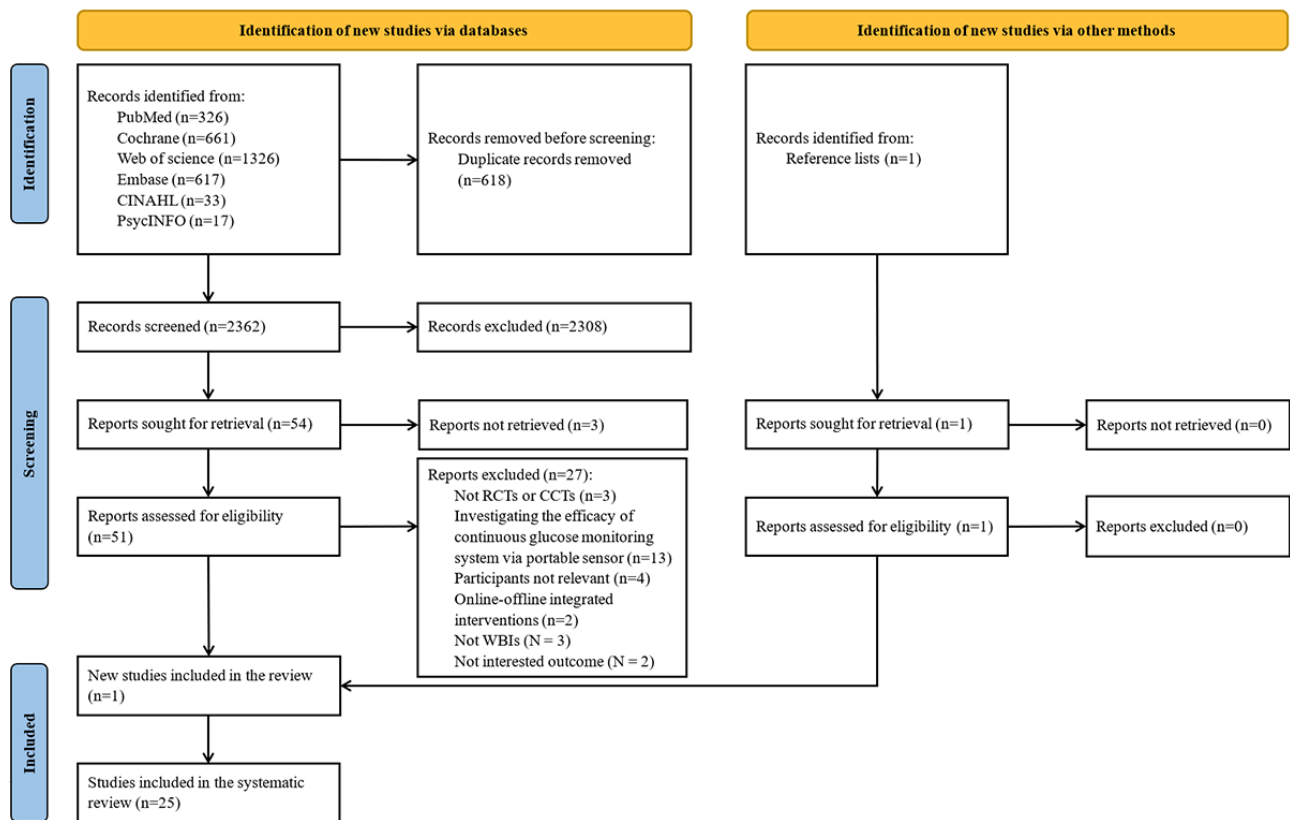 Identification of new studies via databases
Identification of new studies via other methods
Identification
Records identified from:
PubMed (n=326)
Cochrane (n=661)
Web of science (n=1326)
Embase (n=617)
CINAHL (n=33)
PsycINFO (n=17)
Records removed before screening:
Duplicate records removed
(n=618)
Records identified from:
Reference lists (n=1)
Screening
Records screened (n=2362)
Records excluded (n=2308)
Reports sought for retrieval (n=54)
Reports not retrieved (n=3)
Reports sought for retrieval (n=1)
Reports not retrieved (n=0)
Reports assessed for eligibility
(n=51)
Reports excluded (n=27):
Not RCTs or CCTs (n=3)
Investigating the efficacy of
continuous glucose monitoring
system via portable sensor (n=13)
Participants not relevant (n=4)
Online-offline integrated
interventions (n=2)
Not WBIs (N = 3)
Not interested outcome (N = 2)
Reports assessed for eligibility (n=1)
Reports excluded (n=0)
Included
New studies included in the review
(n=1)
Studies included in the systematic
review (n=25)